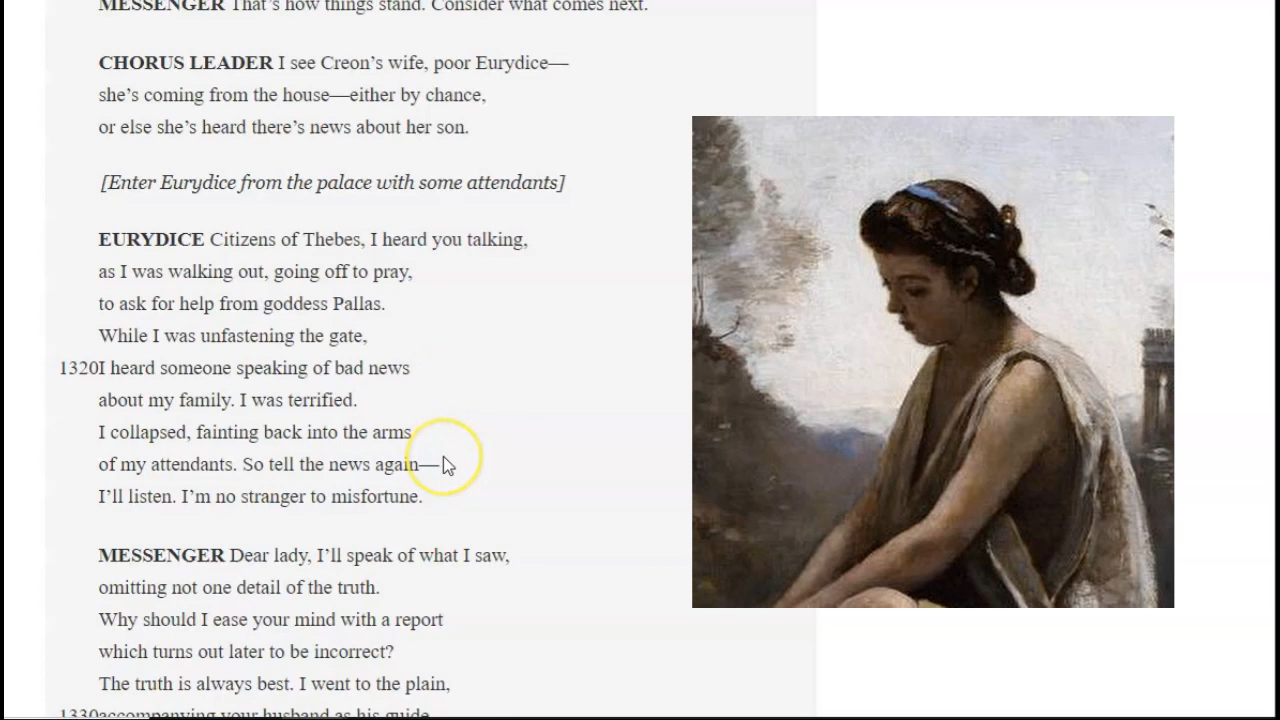 MESSENGER That’s how things stand. Consider what comes next.
CHORUS LEADER I see Creon’s wife, poor Eurydice—
she’s coming from the house—either by chance,
or else she’s heard there’s news about her son.
[Enter Eurydice from the palace with some attendants]
EURYDICE Citizens of Thebes, I heard you talking,
as I was walking out, going off to pray,
to ask for help from goddess Pallas.
While I was unfastening the gate,
1320I heard someone speaking of bad news
about my family. I was terrified.
I collapsed, fainting back into the arms
of my attendants. So tell the news again—
I’ll listen. I’m no stranger to misfortune.
MESSENGER Dear lady, I’ll speak of what I saw,
omitting not one detail of the truth.
Why should I ease your mind with a report
which turns out later to be incorrect?
The truth is always best. I went to the plain,
1330accompanying your husband as his guide.